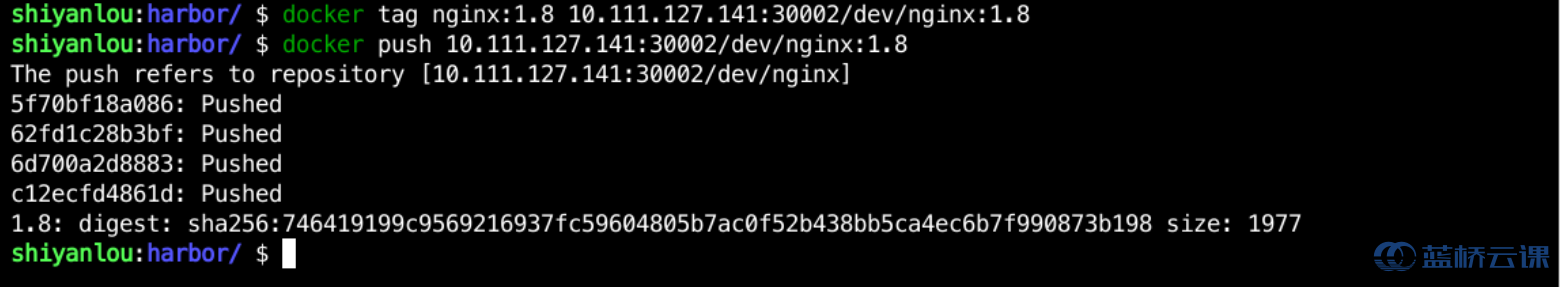 shiyanlou:harbor/ $ docker tag nginx:1.8 10.111.127.141:30002/dev/nginx:1.8
shiyanlou:harbor/ $ docker push 10.111.127.141:30002/dev/nginx:1.8
The push refers to repository [10.111.127.141:30002/dev/nginx]
5f70bf18a086: Pushed
62fd1c28b3bf: Pushed
6d700a2d8883: Pushed
c12ecfd4861d: Pushed
1.8: digest: sha256:746419199c9569216937fc59604805b7ac0f52b438bb5ca4ec6b7f990873b198 size: 1977
shiyanlou:harbor/ $
蓝桥云课